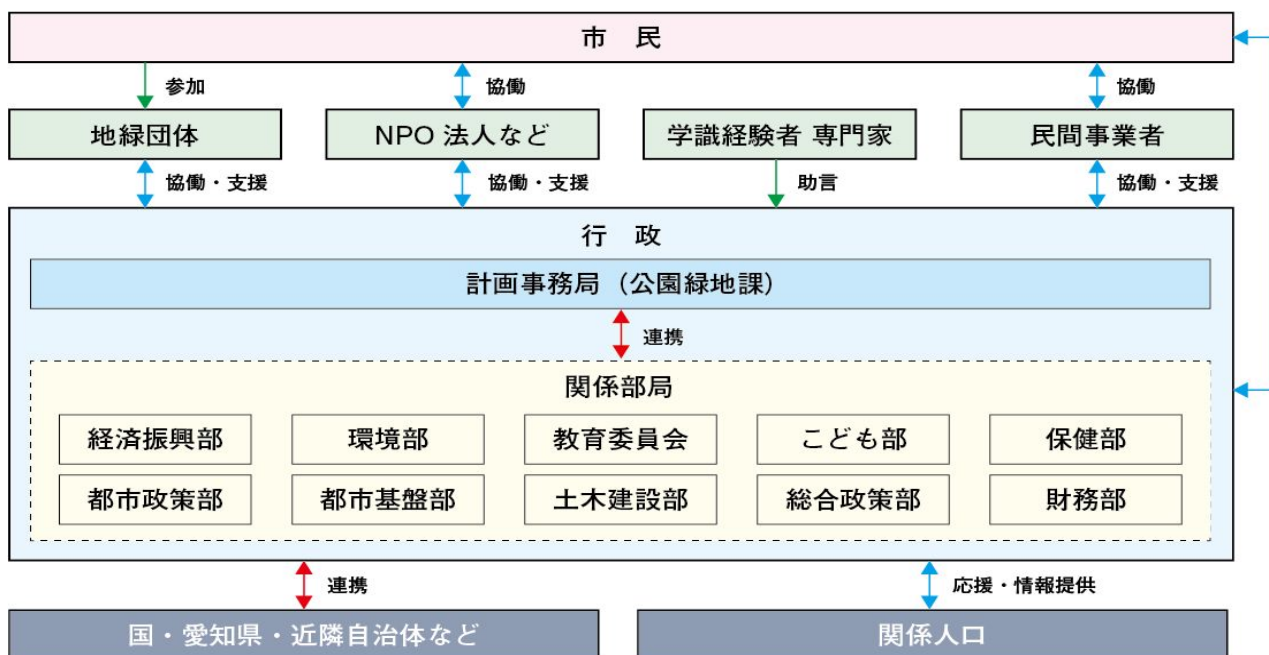 市 民
参加
協働
協働
地緑団体
NPO 法人など
学識経験者 専門家
民間事業者
協働・支援
協働・支援
助言
協働・支援
行 政
計画事務局（公園緑地課）
連携
関係部局
経済振興部
環境部
教育委員会
こども部
保健部
都市政策部
都市基盤部
土木建設部
総合政策部
財務部
連携
応援・情報提供
国・愛知県・近隣自治体など
関係人口